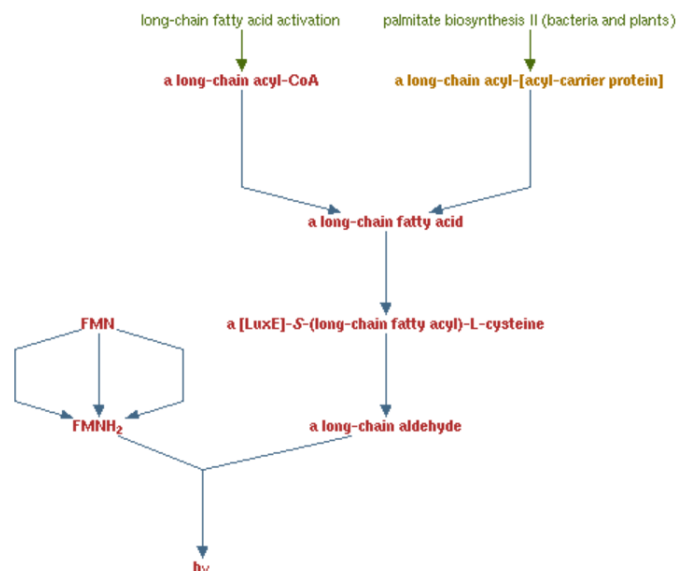 long-chain fatty acid activation
palmitate biosynthesis II (bacteria and plants)
a long-chain acyl-CoA
a long-chain acyl-[acyl-carrier protein]
a long-chain fatty acid
FMN
a [LuxE]-S-(long-chain fatty acyl)-L-cysteine
FMNH₂
a long-chain aldehyde
hν